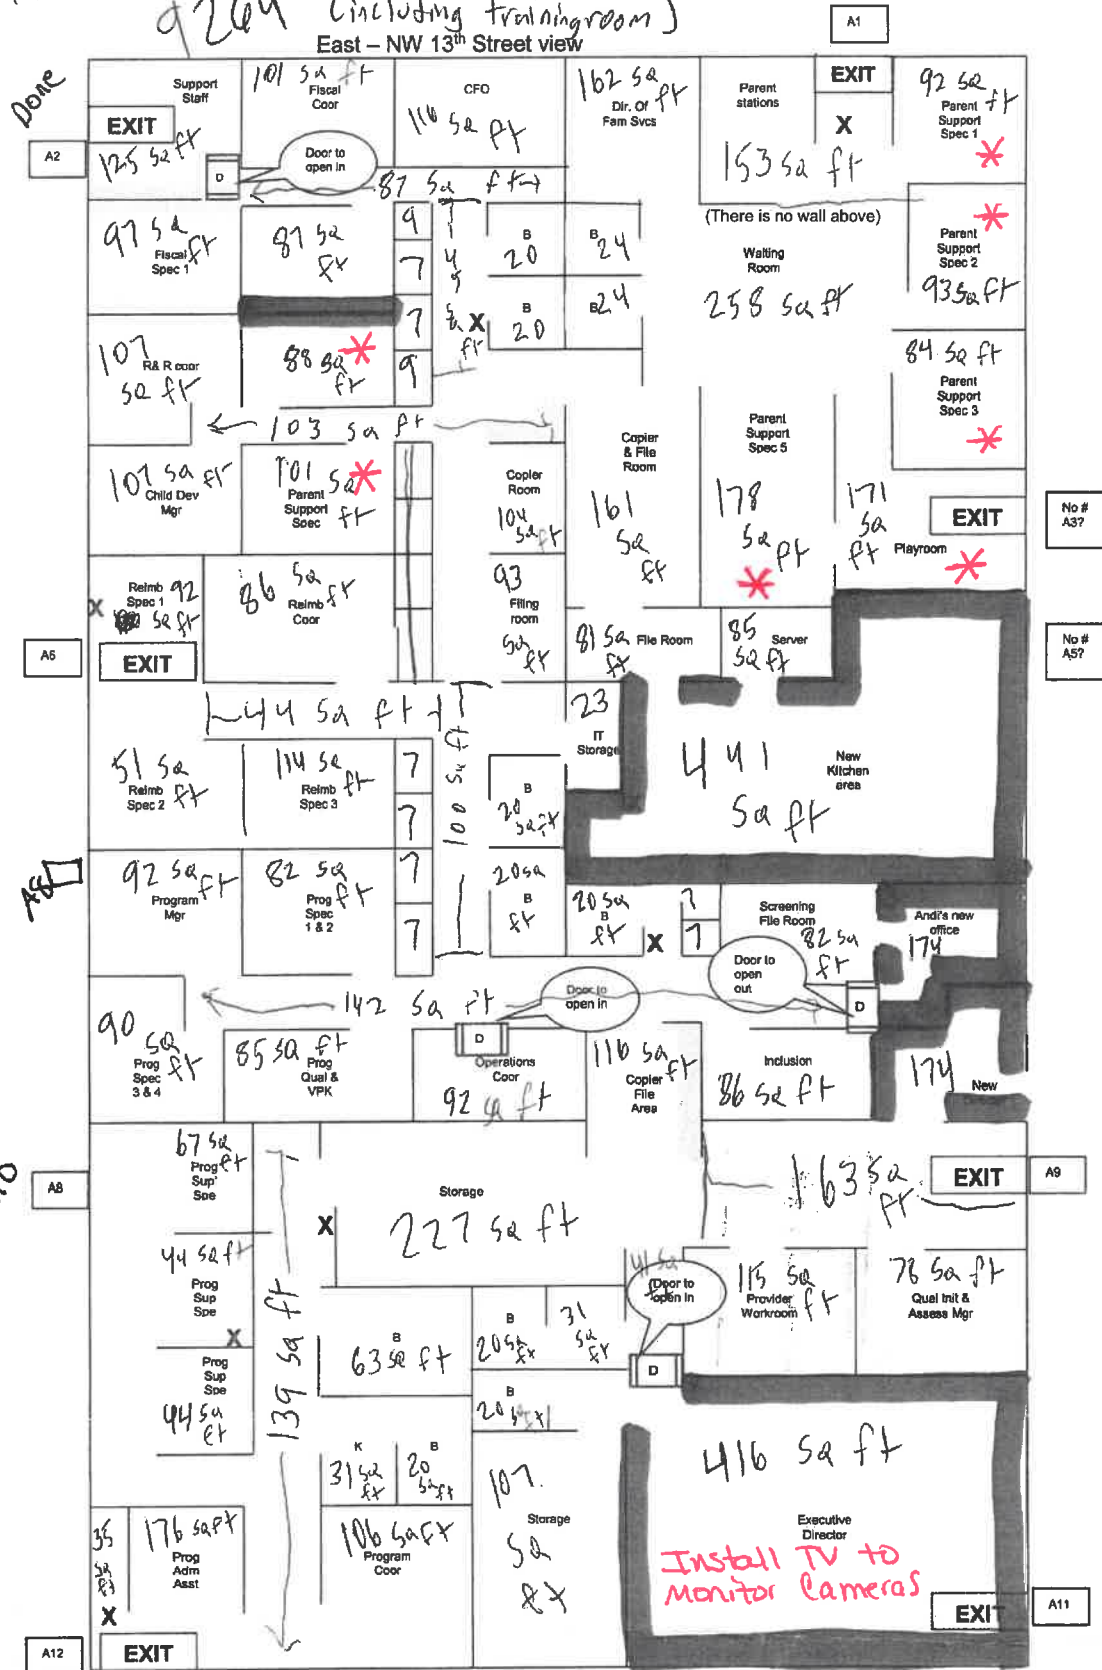 9264 (including trainingroom)
East – NW 13th Street view
A1
Done
Support
Staff
EXIT
125 sq ft
A2
D
Door to
open in
101 sq ft
Fiscal
Coor
CFO
116 sq ft
162 sq ft
Dir. Of
Fam Svcs
Parent
stations
153 sq ft
EXIT
X
92 sq ft
Parent
Support
Spec 1
*
87 sq ft
(There is no wall above)
97 sq ft
Fiscal
Spec 1
87 sq ft
9
7
7
9
49 sq ft
X
B
20
B
24
B
20
B
24
Waiting
Room
258 sq ft
*
Parent
Support
Spec 2
93 sq ft
107 sq ft
R& R coor
88 sq ft
*
84 sq ft
Parent
Support
Spec 3
*
103 sq ft
107 sq ft
Child Dev
Mgr
101 sq ft
*
Parent
Support
Spec
Copier
Room
104 sq ft
Copier
& File
Room
161 sq ft
Parent
Support
Spec 5
178 sq ft
*
171 sq ft
Playroom
*
EXIT
No #
A3?
X
Reimb
Spec 1
92 sq ft
EXIT
A6
86 sq ft
Reimb
Coor
93
Filing
room
sq ft
81 sq ft
File Room
85 sq ft
Server
No #
A5?
44 sq ft
100 sq ft
23
IT
Storage
441 sq ft
New
Kitchen
area
51 sq ft
Reimb
Spec 2
114 sq ft
Reimb
Spec 3
7
7
7
7
B
20 sq ft
A8
92 sq ft
Program
Mgr
82 sq ft
Prog
Spec
1 & 2
20 sq ft
B
20 sq ft
B
X
7
7
Screening
File Room
82 sq ft
Andi's new
office
174
Door to
open
out
D
142 sq ft
Door to
open in
D
90 sq ft
Prog
Spec
3 & 4
85 sq ft
Prog
Qual &
VPK
Operations
Coor
92 sq ft
116 sq ft
Copier
File
Area
Inclusion
86 sq ft
174
New
A8
67 sq ft
Prog
Sup'
Spe
Storage
227 sq ft
X
163 sq ft
EXIT
A9
44 sq ft
Prog
Sup
Spe
X
139 sq ft
41 sq ft
Door to
open in
D
115 sq ft
Provider
Workroom
78 sq ft
Qual Init &
Assess Mgr
B
63 sq ft
B
20 sq ft
31 sq ft
Prog
Sup
Spe
44 sq ft
B
20 sq ft
K
31 sq ft
B
20 sq ft
107 sq ft
Storage
416 sq ft
Executive
Director
Install TV to
Monitor Cameras
EXIT
A11
35 sq ft
X
176 sq ft
Prog
Adm
Asst
106 sq ft
Program
Coor
A12
EXIT